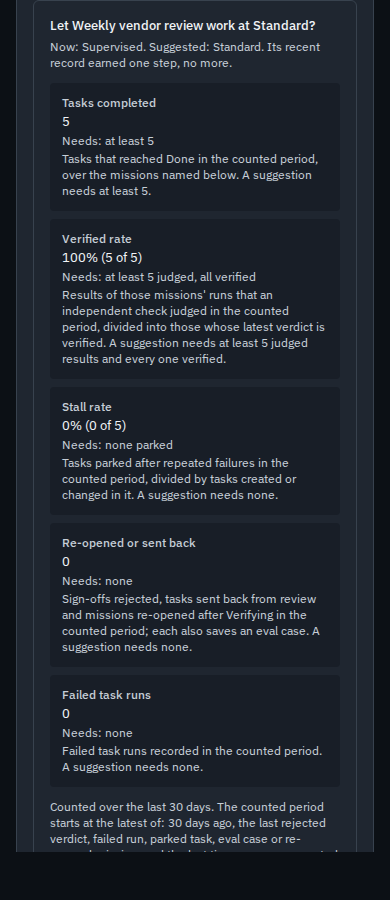 Let Weekly vendor review work at Standard?
Now: Supervised. Suggested: Standard. Its recent
record earned one step, no more.
Tasks completed
5
Needs: at least 5
Tasks that reached Done in the counted period,
over the missions named below. A suggestion
needs at least 5.
Verified rate
100% (5 of 5)
Needs: at least 5 judged, all verified
Results of those missions' runs that an
independent check judged in the counted
period, divided into those whose latest verdict is
verified. A suggestion needs at least 5 judged
results and every one verified.
Stall rate
0% (0 of 5)
Needs: none parked
Tasks parked after repeated failures in the
counted period, divided by tasks created or
changed in it. A suggestion needs none.
Re-opened or sent back
0
Needs: none
Sign-offs rejected, tasks sent back from review
and missions re-opened after Verifying in the
counted period; each also saves an eval case. A
suggestion needs none.
Failed task runs
0
Needs: none
Failed task runs recorded in the counted period.
A suggestion needs none.
Counted over the last 30 days. The counted period
starts at the latest of: 30 days ago, the last rejected
verdict, failed run, parked task, eval case or re-